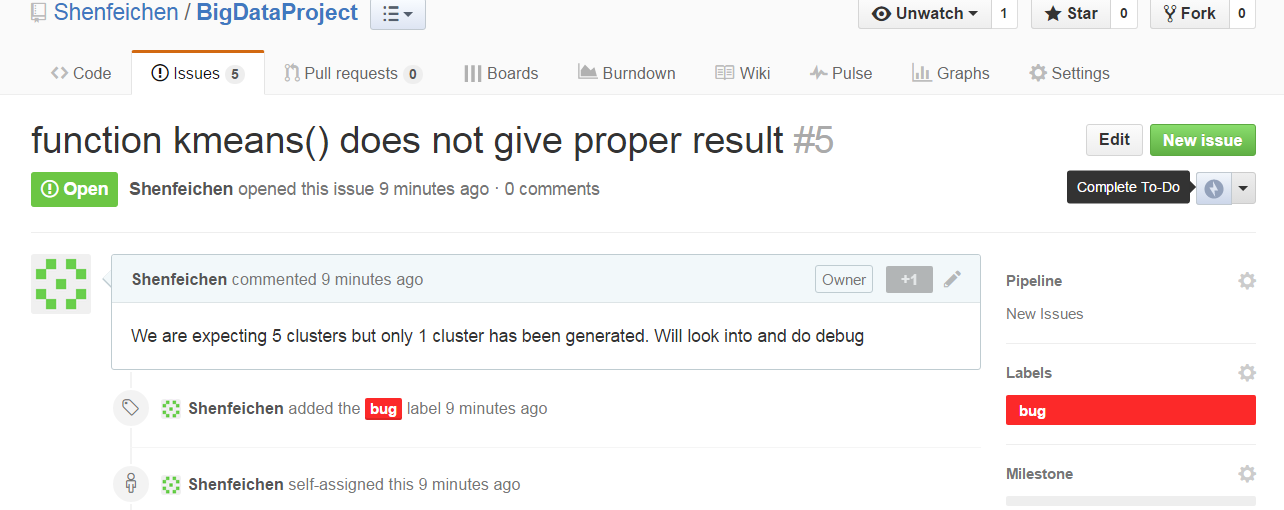 Shenfeichen / BigDataProject
Unwatch 1 Star 0 Fork 0
Code Issues 5 Pull requests 0 Boards Burndown Wiki Pulse Graphs Settings
function kmeans() does not give proper result #5
Edit New issue
Open Shenfeichen opened this issue 9 minutes ago · 0 comments
Complete To-Do
Shenfeichen commented 9 minutes ago Owner +1
We are expecting 5 clusters but only 1 cluster has been generated. Will look into and do debug
Shenfeichen added the bug label 9 minutes ago
Shenfeichen self-assigned this 9 minutes ago
Pipeline
New Issues
Labels
bug
Milestone